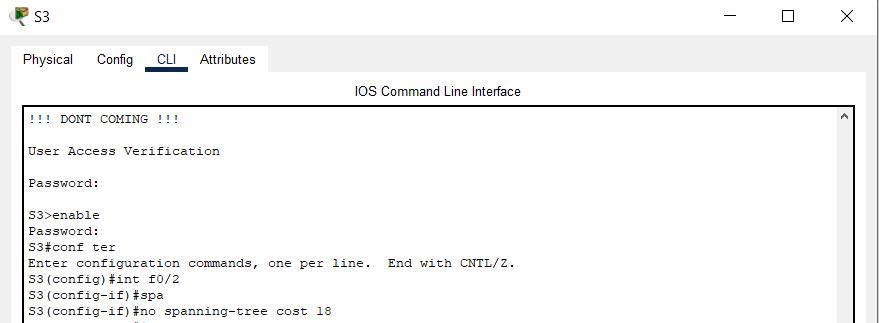 S3
Physical Config CLI Attributes
IOS Command Line Interface
!!! DONT COMING !!!
User Access Verification
Password:
S3>enable
Password:
S3#conf ter
Enter configuration commands, one per line.  End with CNTL/Z.
S3(config)#int f0/2
S3(config-if)#spa
S3(config-if)#no spanning-tree cost 18